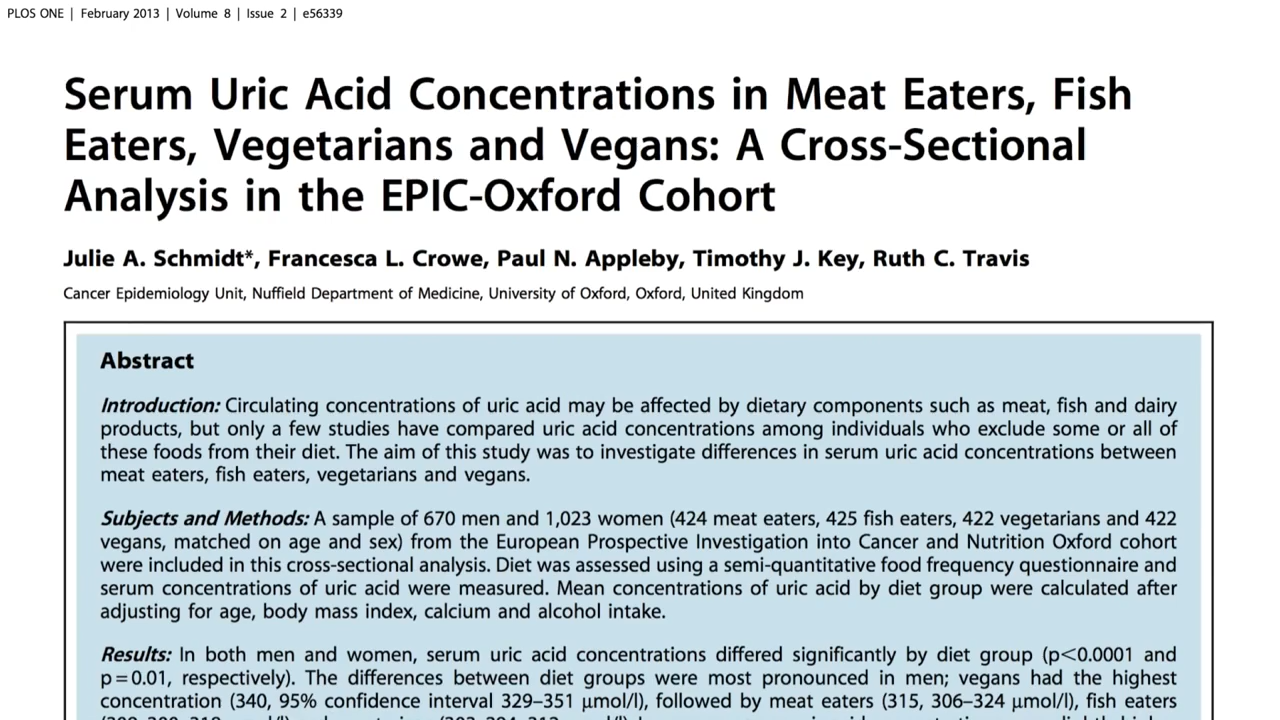 PLOS ONE | February 2013 | Volume 8 | Issue 2 | e56339
Serum Uric Acid Concentrations in Meat Eaters, Fish
Eaters, Vegetarians and Vegans: A Cross-Sectional
Analysis in the EPIC-Oxford Cohort
Julie A. Schmidt*, Francesca L. Crowe, Paul N. Appleby, Timothy J. Key, Ruth C. Travis
Cancer Epidemiology Unit, Nuffield Department of Medicine, University of Oxford, Oxford, United Kingdom
Abstract
Introduction: Circulating concentrations of uric acid may be affected by dietary components such as meat, fish and dairy
products, but only a few studies have compared uric acid concentrations among individuals who exclude some or all of
these foods from their diet. The aim of this study was to investigate differences in serum uric acid concentrations between
meat eaters, fish eaters, vegetarians and vegans.
Subjects and Methods: A sample of 670 men and 1,023 women (424 meat eaters, 425 fish eaters, 422 vegetarians and 422
vegans, matched on age and sex) from the European Prospective Investigation into Cancer and Nutrition Oxford cohort
were included in this cross-sectional analysis. Diet was assessed using a semi-quantitative food frequency questionnaire and
serum concentrations of uric acid were measured. Mean concentrations of uric acid by diet group were calculated after
adjusting for age, body mass index, calcium and alcohol intake.
Results: In both men and women, serum uric acid concentrations differed significantly by diet group (p<0.0001 and
p=0.01, respectively). The differences between diet groups were most pronounced in men; vegans had the highest
concentration (340, 95% confidence interval 329–351 μmol/l), followed by meat eaters (315, 306–324 μmol/l), fish eaters